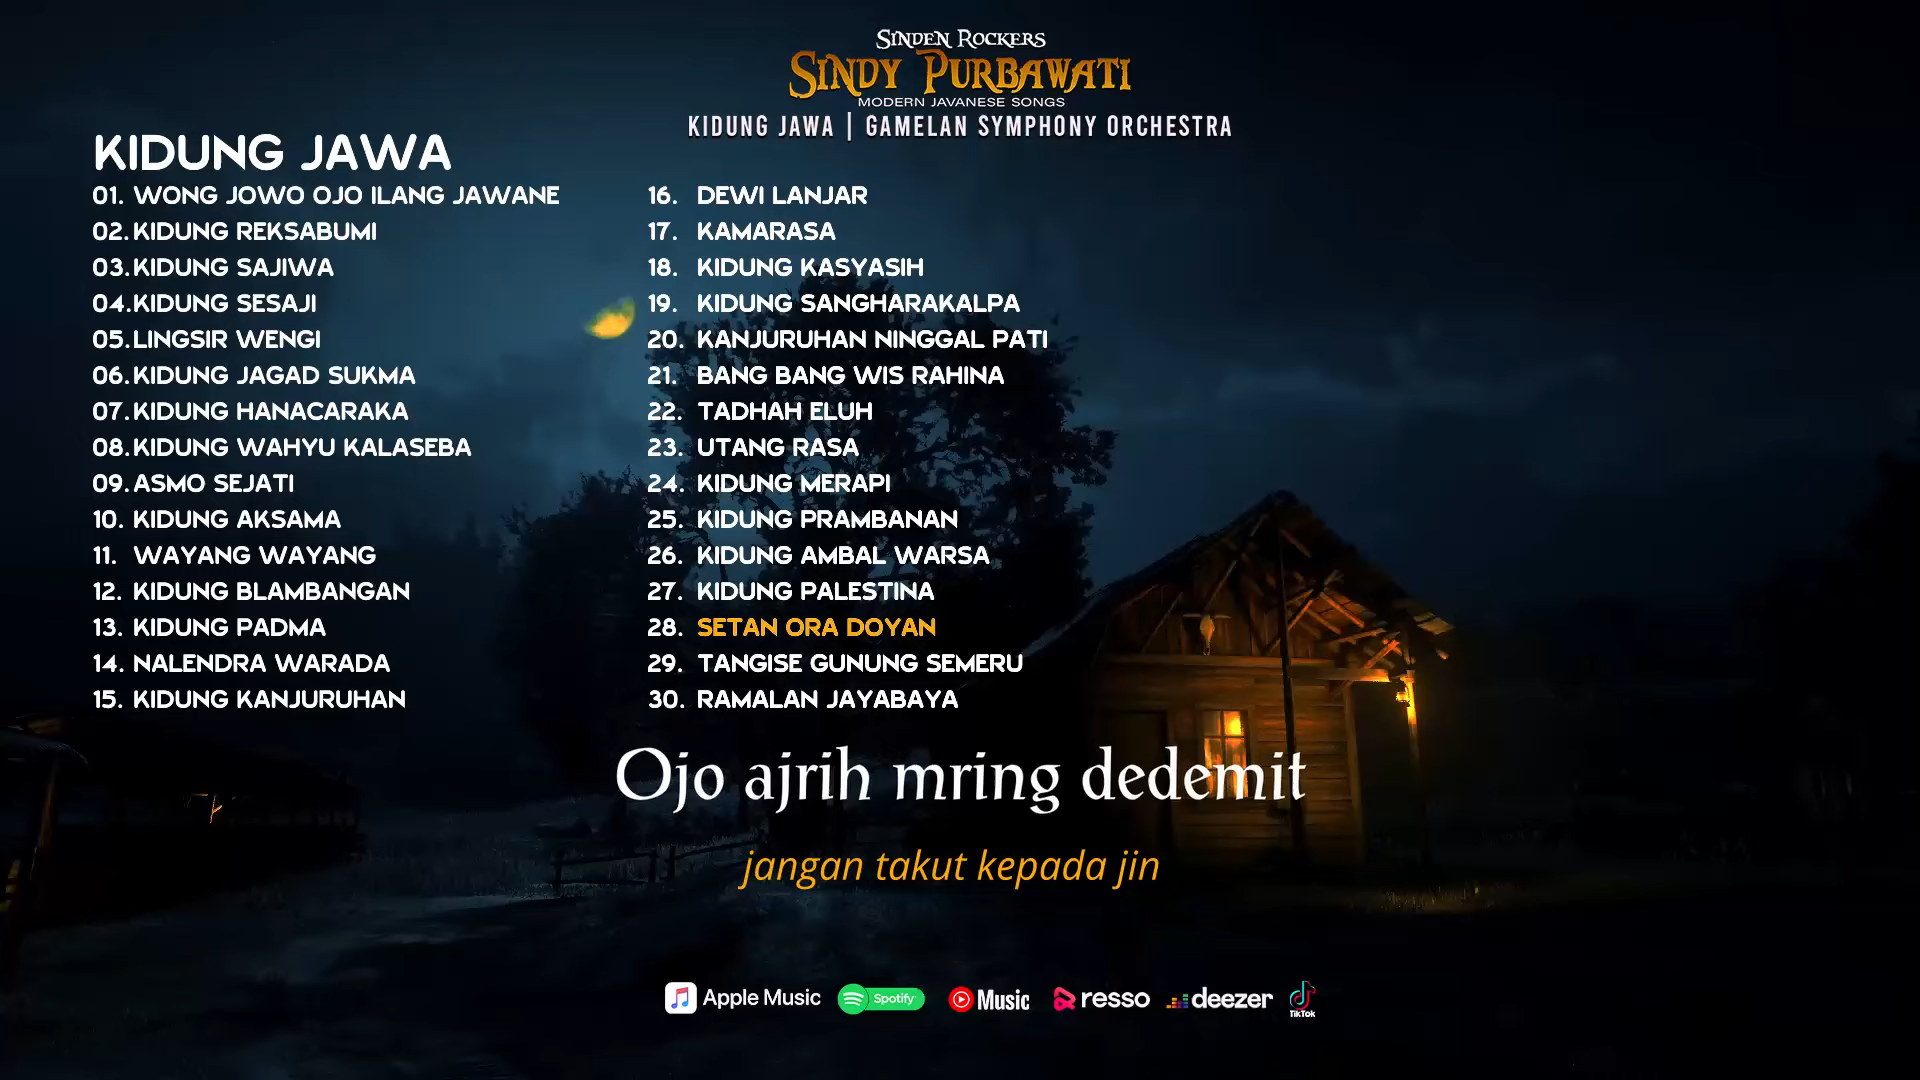 SINDEN ROCKERS
SINDY PURBAWATI
MODERN JAVANESE SONGS
KIDUNG JAWA | GAMELAN SYMPHONY ORCHESTRA
KIDUNG JAWA
01. WONG JOWO OJO ILANG JAWANE
02. KIDUNG REKSABUMI
03. KIDUNG SAJIWA
04. KIDUNG SESAJI
05. LINGSIR WENGI
06. KIDUNG JAGAD SUKMA
07. KIDUNG HANACARAKA
08. KIDUNG WAHYU KALASEBA
09. ASMO SEJATI
10. KIDUNG AKSAMA
11. WAYANG WAYANG
12. KIDUNG BLAMBANGAN
13. KIDUNG PADMA
14. NALENDRA WARADA
15. KIDUNG KANJURUHAN
16. DEWI LANJAR
17. KAMARASA
18. KIDUNG KASYASIH
19. KIDUNG SANGHARAKALPA
20. KANJURUHAN NINGGAL PATI
21. BANG BANG WIS RAHINA
22. TADHAH ELUH
23. UTANG RASA
24. KIDUNG MERAPI
25. KIDUNG PRAMBANAN
26. KIDUNG AMBAL WARSA
27. KIDUNG PALESTINA
28. SETAN ORA DOYAN
29. TANGISE GUNUNG SEMERU
30. RAMALAN JAYABAYA
Ojo ajrih mring dedemit
jangan takut kepada jin
Apple Music Spotify Music resso deezer TikTok